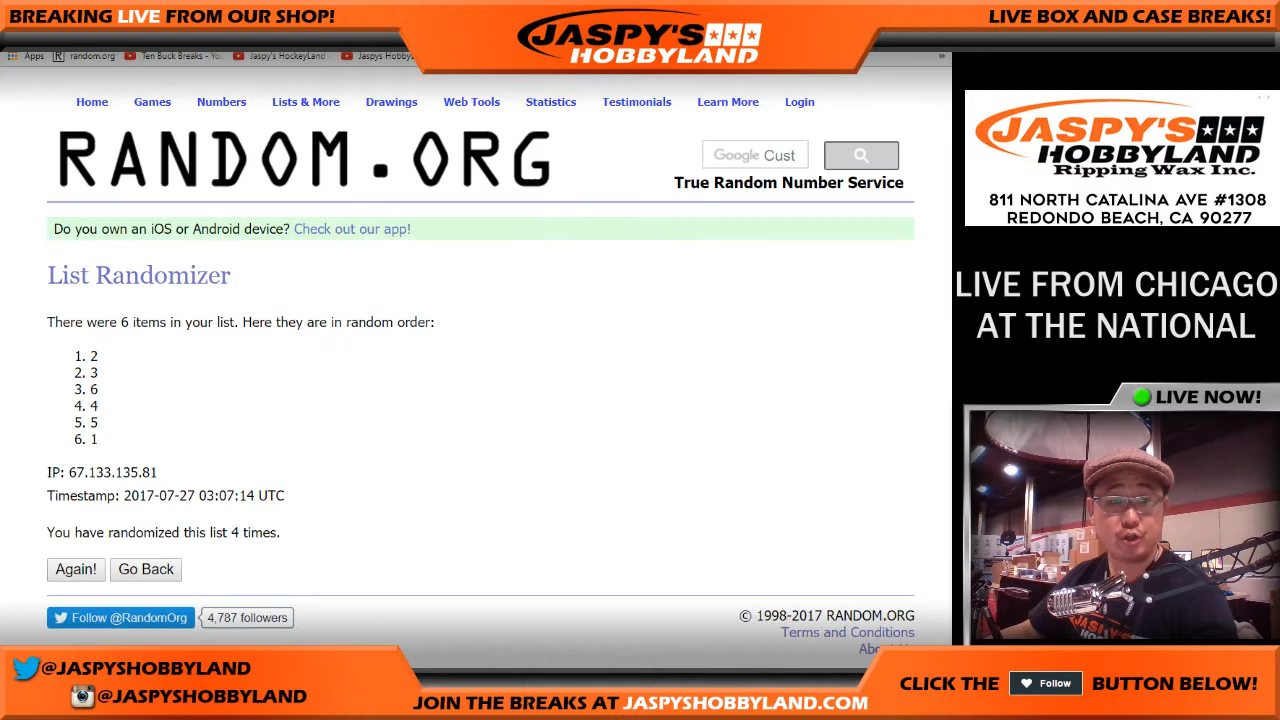 BREAKING LIVE FROM OUR SHOP!
JASPY'S
HOBBYLAND
LIVE BOX AND CASE BREAKS!
Apps random.org Ten Buck Breaks - Yo Jaspy's HockeyLand Jaspys Hobby
Home Games Numbers Lists & More Drawings Web Tools Statistics Testimonials Learn More Login
RANDOM.ORG
Google Cust
True Random Number Service
Do you own an iOS or Android device? Check out our app!
List Randomizer
There were 6 items in your list. Here they are in random order:
1. 2
2. 3
3. 6
4. 4
5. 5
6. 1
IP: 67.133.135.81
Timestamp: 2017-07-27 03:07:14 UTC
You have randomized this list 4 times.
Again! Go Back
Follow @RandomOrg 4,787 followers
© 1998-2017 RANDOM.ORG
Terms and Conditions
JASPY'S
HOBBYLAND
Ripping Wax Inc.
811 NORTH CATALINA AVE #1308
REDONDO BEACH, CA 90277
LIVE FROM CHICAGO
AT THE NATIONAL
LIVE NOW!
@JASPYSHOBBYLAND
@JASPYSHOBBYLAND
JOIN THE BREAKS AT JASPYSHOBBYLAND.COM
CLICK THE Follow BUTTON BELOW!